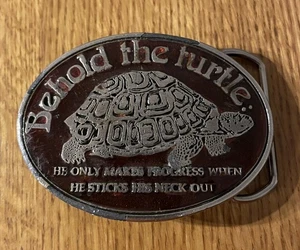 Behold the turtle:
HE ONLY MAKES PROGRESS WHEN
HE STICKS HIS NECK OUT